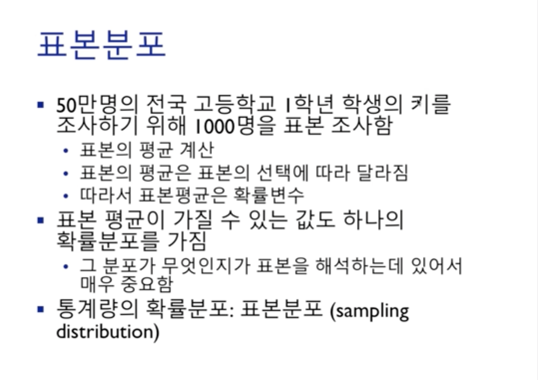 표본분포
50만명의 전국 고등학교 1학년 학생의 키를
조사하기 위해 1000명을 표본 조사함
표본의 평균 계산
표본의 평균은 표본의 선택에 따라 달라짐
따라서 표본평균은 확률변수
표본 평균이 가질 수 있는 값도 하나의
확률분포를 가짐
그 분포가 무엇인지가 표본을 해석하는데 있어서
매우 중요함
통계량의 확률분포: 표본분포 (sampling
distribution)